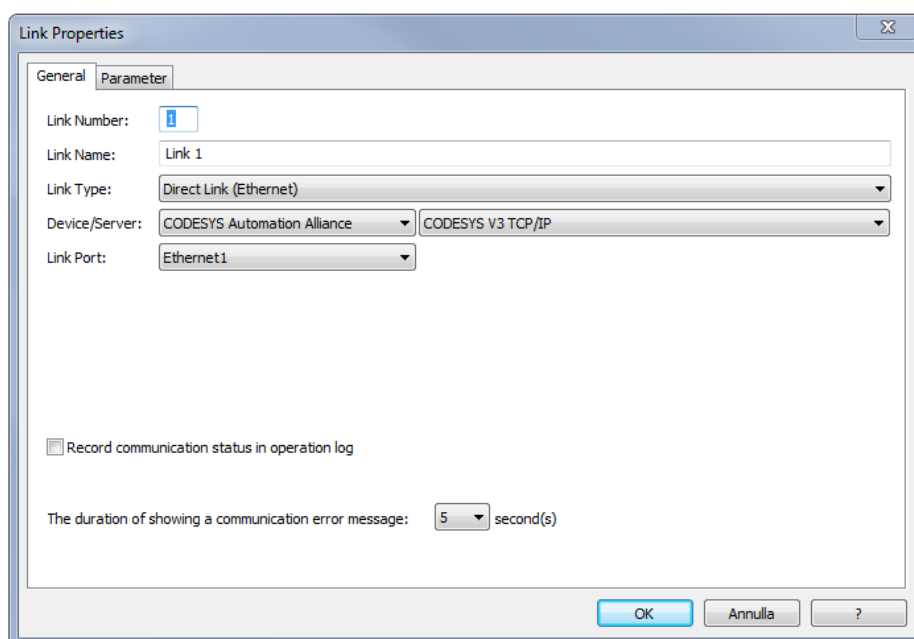 Link Properties
General Parameter
Link Number: 1
Link Name: Link 1
Link Type: Direct Link (Ethernet)
Device/Server: CODESYS Automation Alliance CODESYS V3 TCP/IP
Link Port: Ethernet1
Record communication status in operation log
The duration of showing a communication error message: 5 second(s)
OK Annulla ?